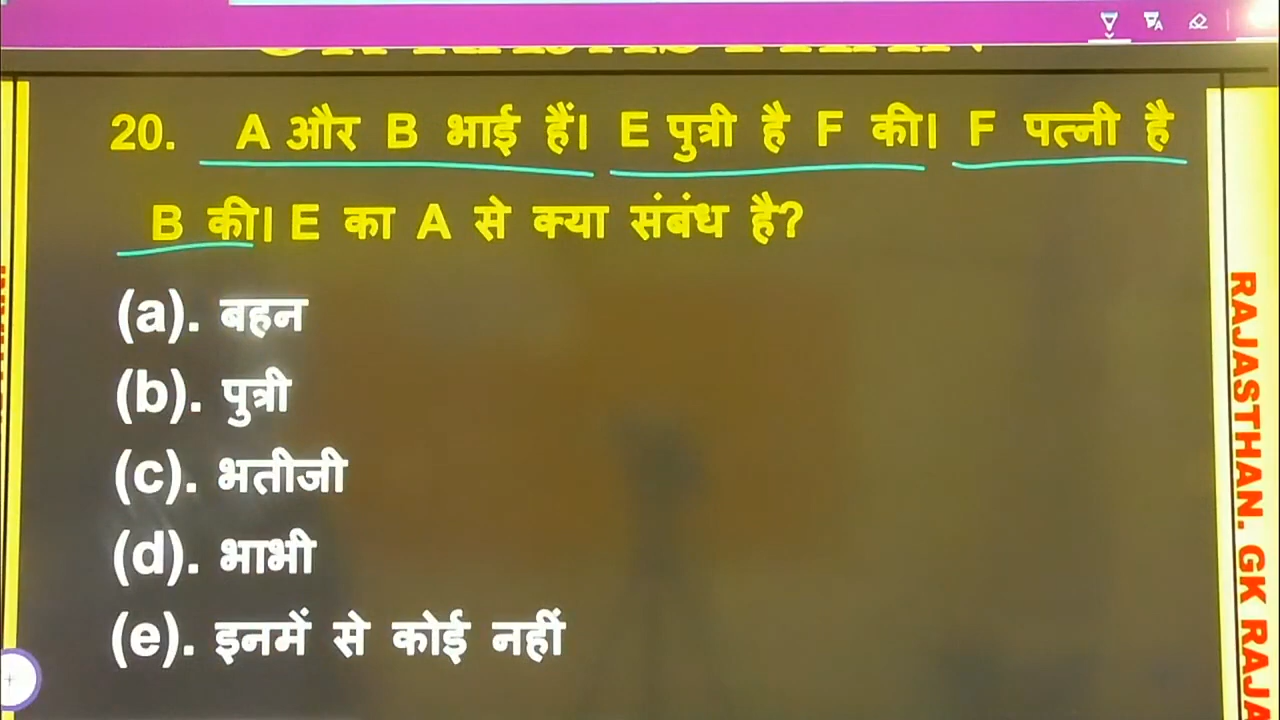 20. A और B भाई हैं। E पुत्री है F की। F पत्नी है
B की। E का A से क्या संबंध है?
(a). बहन
(b). पुत्री
(c). भतीजी
(d). भाभी
(e). इनमें से कोई नहीं
RAJASTHAN. GK RAJA